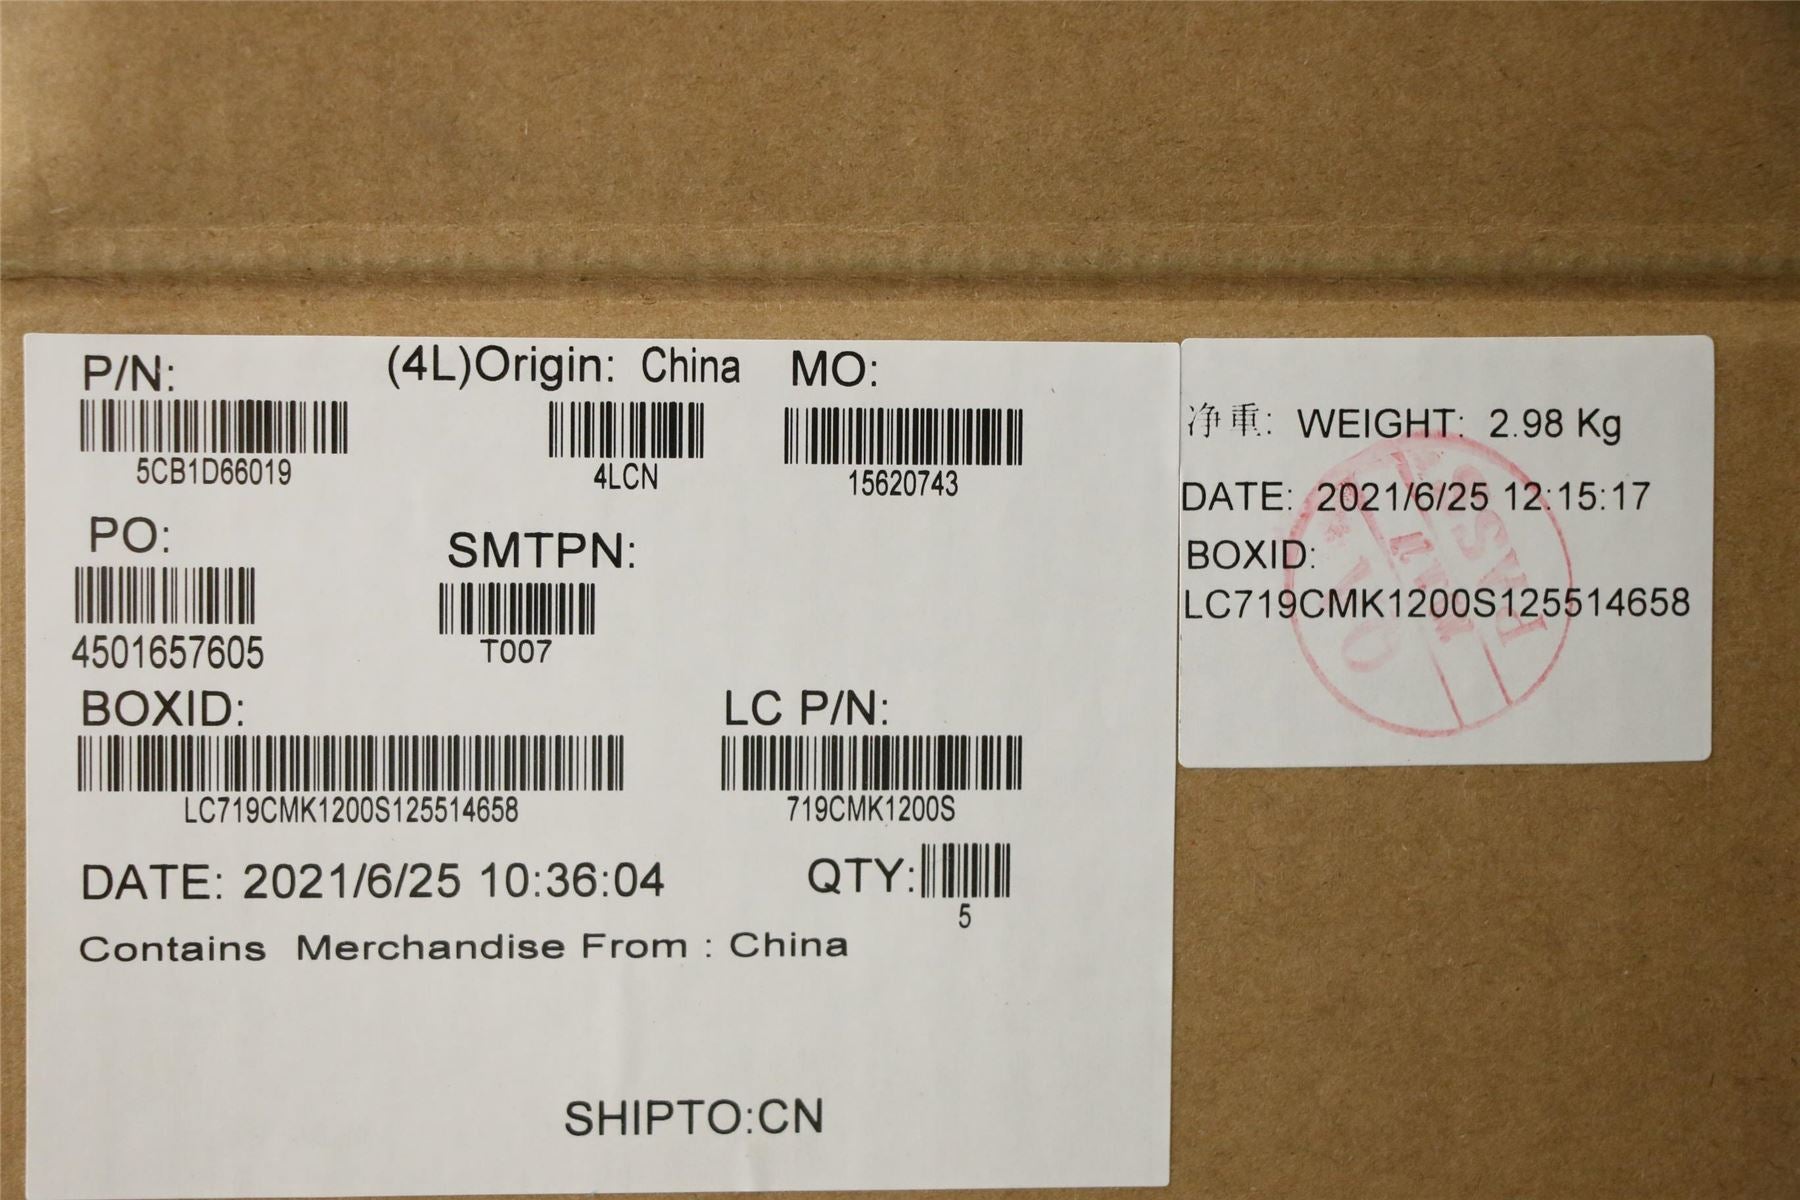 P/N: (4L)Origin: China MO:
5CB1D66019 4LCN 15620743
PO: SMTPN:
4501657605 T007
BOXID: LC P/N:
LC719CMK1200S125514658 719CMK1200S
DATE: 2021/6/25 10:36:04 QTY:
5
Contains Merchandise From : China
SHIPTO:CN
净重: WEIGHT: 2.98 Kg
DATE: 2021/6/25 12:15:17
BOXID:
LC719CMK1200S125514658
PASS